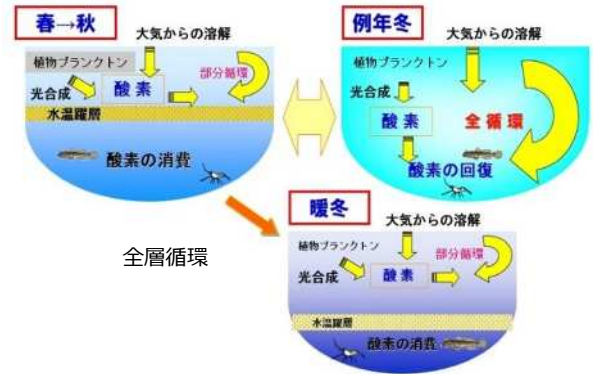 春→秋
大気からの溶解
植物プランクトン
部分循環
光合成
酸素
水温躍層
酸素の消費
例年冬
大気からの溶解
植物プランクトン
光合成
酸素
全循環
酸素の回復
暖冬
大気からの溶解
植物プランクトン
部分循環
光合成
酸素
水温躍層
酸素の消費
全層循環